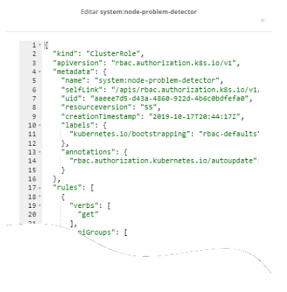 Editar system:node-problem-detector
×
1 {
2 "kind": "ClusterRole",
3 "apiversion": "rbac.authorization.k8s.io/v1",
4 "metadata": {
5 "name": "system:node-problem-detector",
6 "selfLink": "/apis/rbac.authorization.k8s.io/v1,
7 "uid": "aaeee7d5-d43a-4860-922d-4b6c0bdfefa0",
8 "resourceversion": "55",
9 "creationTimestamp": "2019-10-17T20:44:17Z",
10 "labels": {
11 "kubernetes.io/bootstrapping": "rbac-defaults"
12 },
13 "annotations": {
14 "rbac.authorization.kubernetes.io/autoupdate":
15 }
16 },
17 "rules": [
18 {
19 "verbs": [
20 "get"
21 ],
piGroups": [